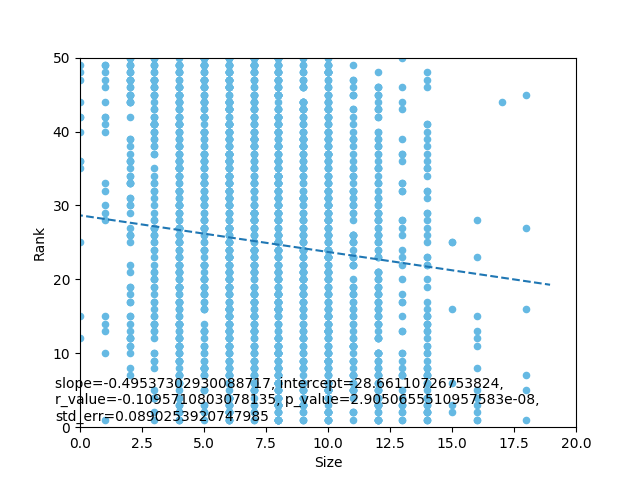 50
40
30
20
10
0
Rank
slope=-0.49537302930088717, intercept=28.66110726753824,
r_value=-0.1095710803078135, p_value=2.9050655510957583e-08,
std_err=0.0890253920747985
0.0 2.5 5.0 7.5 10.0 12.5 15.0 17.5 20.0
Size